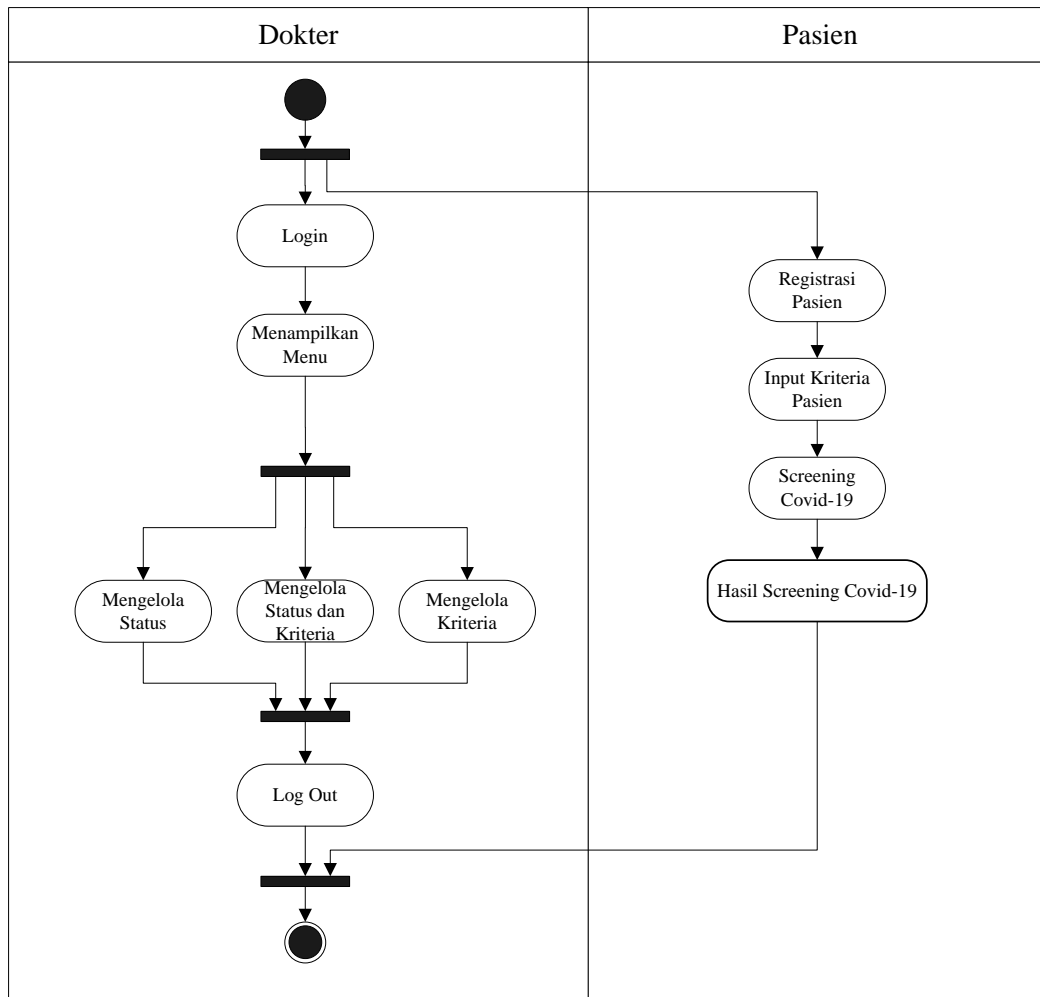 Dokter
Pasien
Login
Menampilkan
Menu
Mengelola
Status
Mengelola
Status dan
Kriteria
Mengelola
Kriteria
Log Out
Registrasi
Pasien
Input Kriteria
Pasien
Screening
Covid-19
Hasil Screening Covid-19